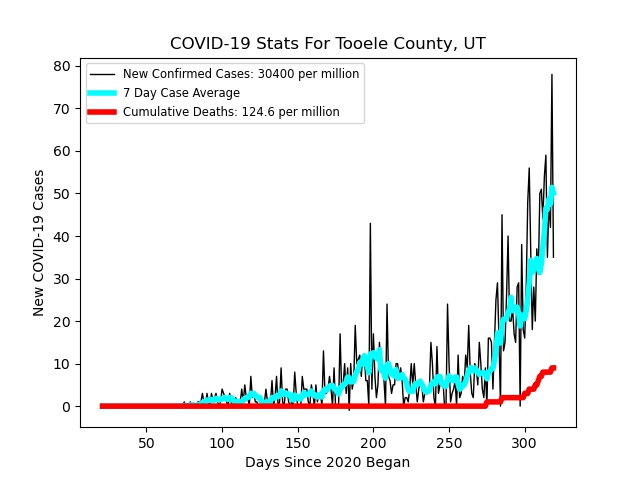 COVID-19 Stats For Tooele County, UT
New Confirmed Cases: 30400 per million
7 Day Case Average
Cumulative Deaths: 124.6 per million
New COVID-19 Cases
80
70
60
50
40
30
20
10
0
50 100 150 200 250 300
Days Since 2020 Began